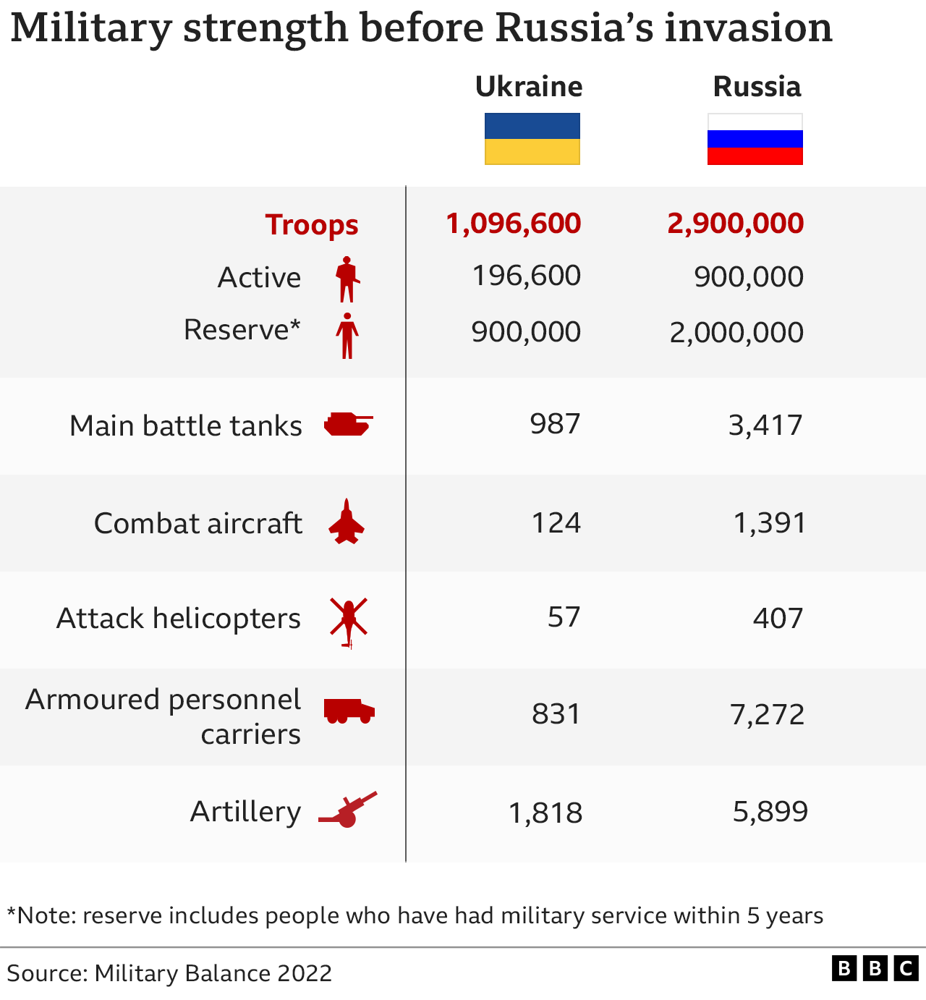 Military strength before Russia's invasion
Ukraine Russia
Troops 1,096,600 2,900,000
Active 196,600 900,000
Reserve* 900,000 2,000,000
Main battle tanks 987 3,417
Combat aircraft 124 1,391
Attack helicopters 57 407
Armoured personnel
carriers 831 7,272
Artillery 1,818 5,899
*Note: reserve includes people who have had military service within 5 years
Source: Military Balance 2022
BBC